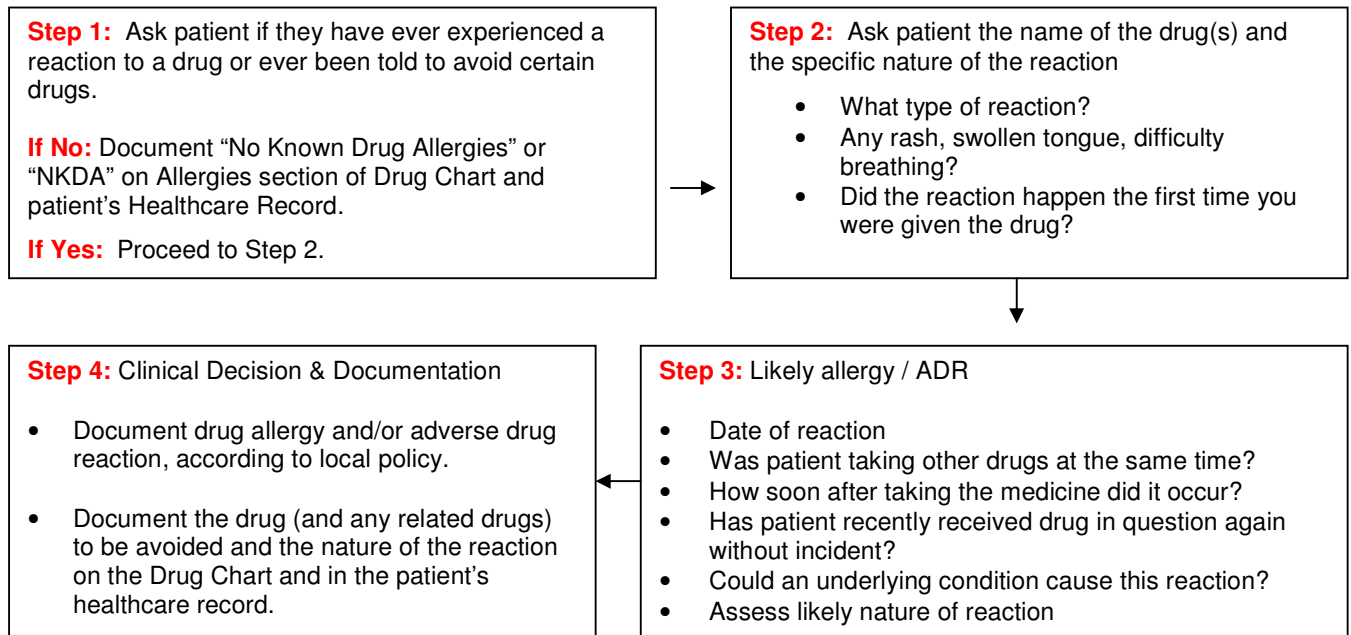 Step 1: Ask patient if they have ever experienced a
reaction to a drug or ever been told to avoid certain
drugs.
If No: Document “No Known Drug Allergies” or
“NKDA” on Allergies section of Drug Chart and
patient’s Healthcare Record.
If Yes: Proceed to Step 2.
Step 2: Ask patient the name of the drug(s) and
the specific nature of the reaction
• What type of reaction?
• Any rash, swollen tongue, difficulty
breathing?
• Did the reaction happen the first time you
were given the drug?
Step 3: Likely allergy / ADR
• Date of reaction
• Was patient taking other drugs at the same time?
• How soon after taking the medicine did it occur?
• Has patient recently received drug in question again
without incident?
• Could an underlying condition cause this reaction?
• Assess likely nature of reaction
Step 4: Clinical Decision & Documentation
• Document drug allergy and/or adverse drug
reaction, according to local policy.
• Document the drug (and any related drugs)
to be avoided and the nature of the reaction
on the Drug Chart and in the patient’s
healthcare record.